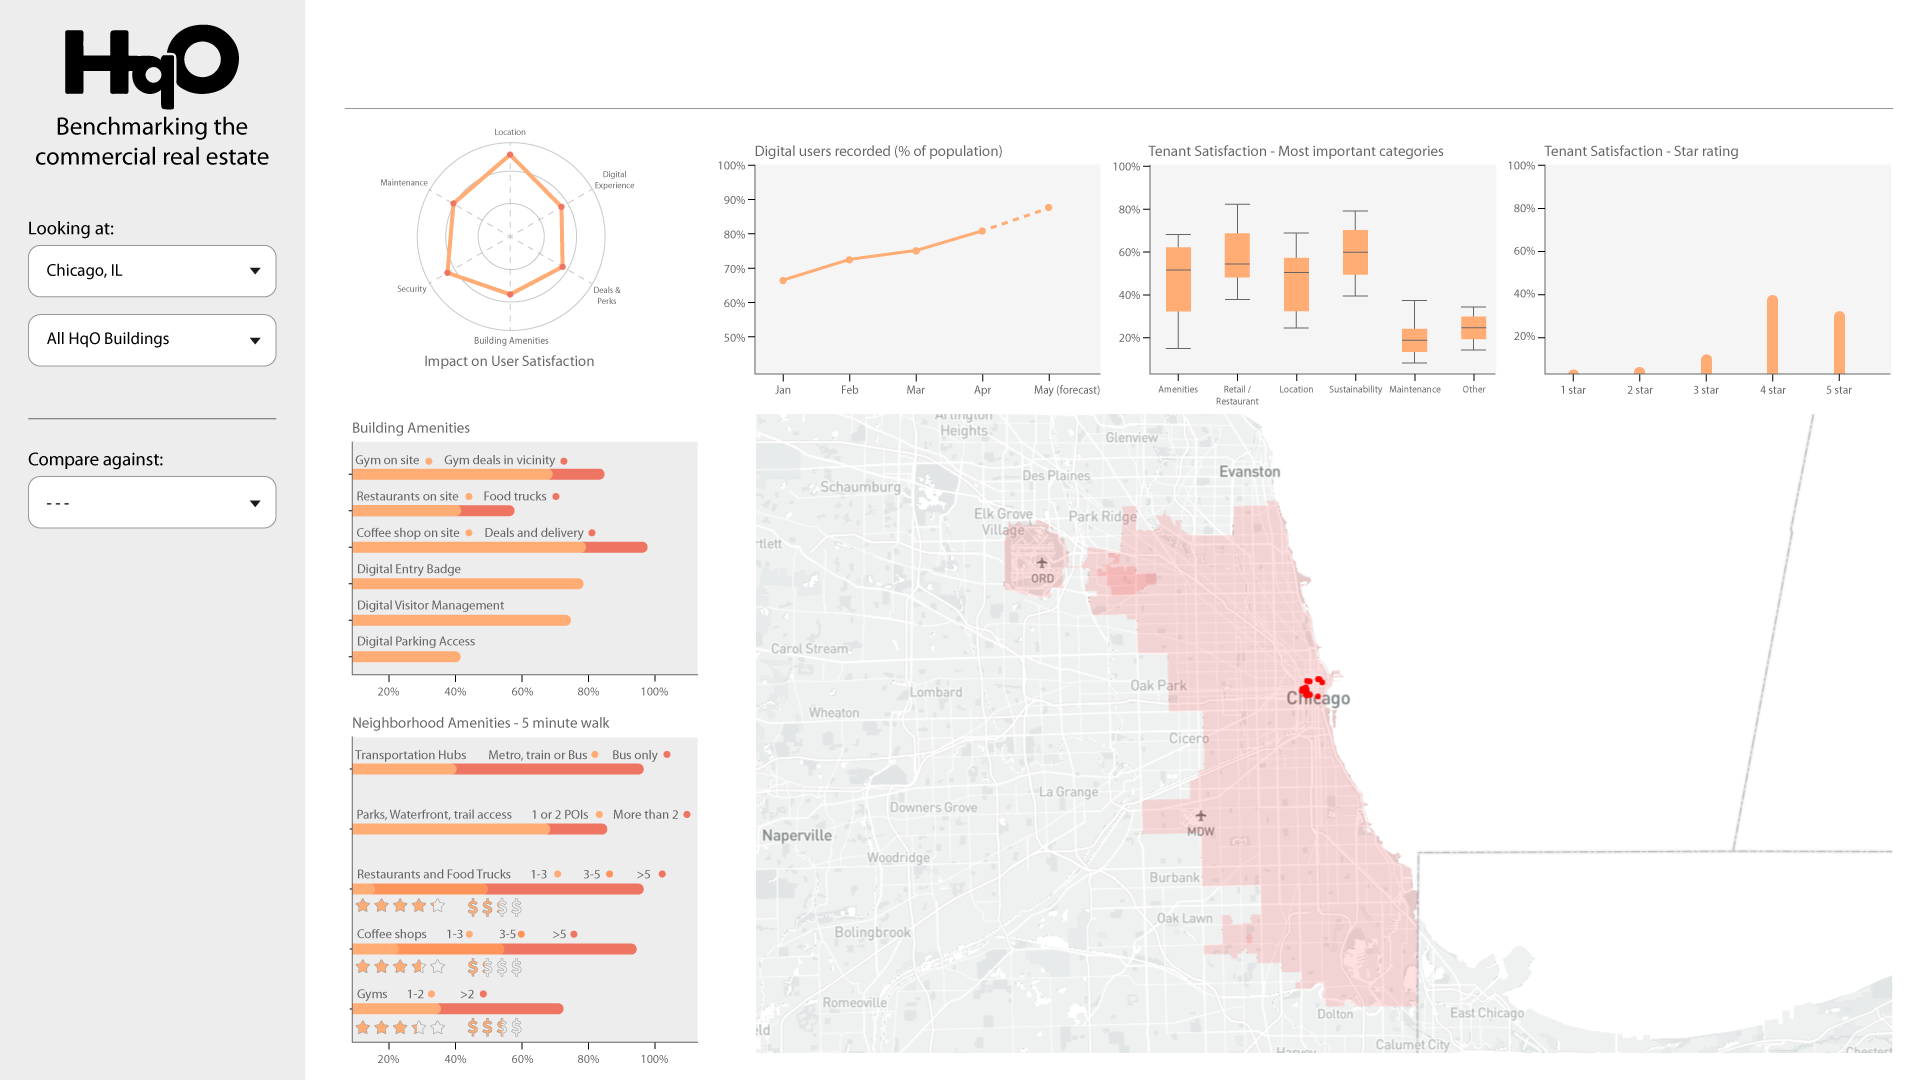 HqO
Benchmarking the
commercial real estate
Looking at:
Chicago, IL
All HqO Buildings
Compare against:
- - -
Location
Digital
Experience
Maintenance
Security
Deals &
Perks
Building Amenities
Impact on User Satisfaction
Digital users recorded (% of population)
100%
90%
80%
70%
60%
50%
Jan
Feb
Mar
Apr
May (forecast)
Tenant Satisfaction - Most important categories
100%
80%
60%
40%
20%
Amenities
Retail /
Restaurant
Location
Sustainability
Maintenance
Other
Tenant Satisfaction - Star rating
100%
80%
60%
40%
20%
1 star
2 star
3 star
4 star
5 star
Building Amenities
Gym on site Gym deals in vicinity
Restaurants on site Food trucks
Coffee shop on site Deals and delivery
Digital Entry Badge
Digital Visitor Management
Digital Parking Access
20% 40% 60% 80% 100%
Neighborhood Amenities - 5 minute walk
Transportation Hubs Metro, train or Bus Bus only
Parks, Waterfront, trail access 1 or 2 POIs More than 2
Restaurants and Food Trucks 1-3 3-5 >5
$ $ $ $
Coffee shops 1-3 3-5 >5
$ $ $ $
Gyms 1-2 >2
$ $ $ $
20% 40% 60% 80% 100%
Arlington
Heights
Glenview
Evanston
Des Plaines
Schaumburg
Elk Grove
Village
Park Ridge
tlett
ORD
Carol Stream
Oak Park
Lombard
Chicago
Wheaton
Cicero
La Grange
Downers Grove
MDW
Naperville
Woodridge
Burbank
Oak Lawn
Bolingbrook
Romeoville
Dolton
East Chicago
eld
Harvey
Calumet City
Chestert